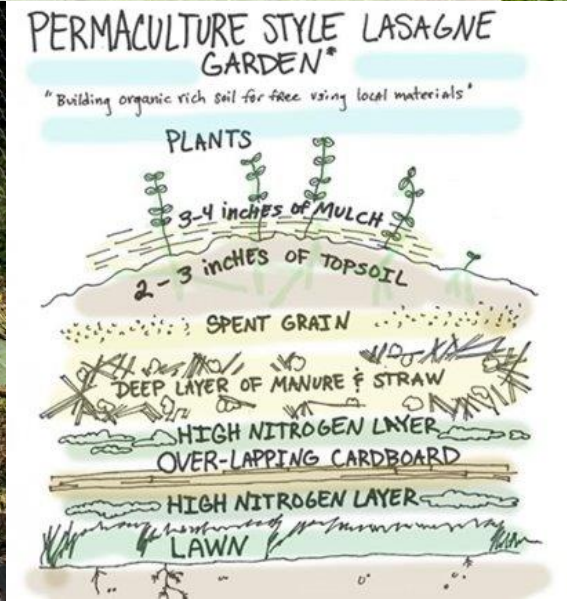 PERMACULTURE STYLE LASAGNE
GARDEN*
"Building organic rich soil for free using local materials"
PLANTS
3-4 inches of MULCH
2-3 inches OF TOPSOIL
SPENT GRAIN
DEEP LAYER OF MANURE & STRAW
HIGH NITROGEN LAYER
OVER-LAPPING CARDBOARD
HIGH NITROGEN LAYER
LAWN